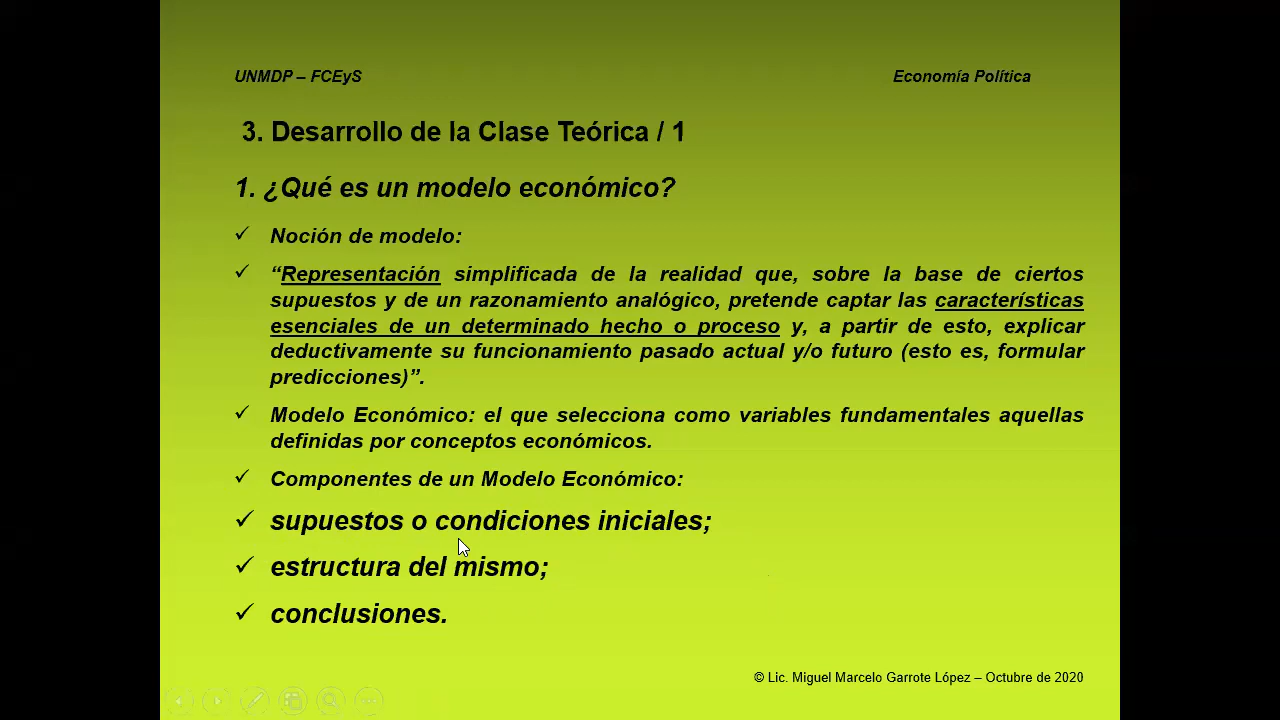 UNMDP – FCEyS
Economía Política
3. Desarrollo de la Clase Teórica / 1
1. ¿Qué es un modelo económico?
✓ Noción de modelo:
✓ “Representación simplificada de la realidad que, sobre la base de ciertos
supuestos y de un razonamiento analógico, pretende captar las características
esenciales de un determinado hecho o proceso y, a partir de esto, explicar
deductivamente su funcionamiento pasado actual y/o futuro (esto es, formular
predicciones)”.
✓ Modelo Económico: el que selecciona como variables fundamentales aquellas
definidas por conceptos económicos.
✓ Componentes de un Modelo Económico:
✓ supuestos o condiciones iniciales;
✓ estructura del mismo;
✓ conclusiones.
© Lic. Miguel Marcelo Garrote López – Octubre de 2020